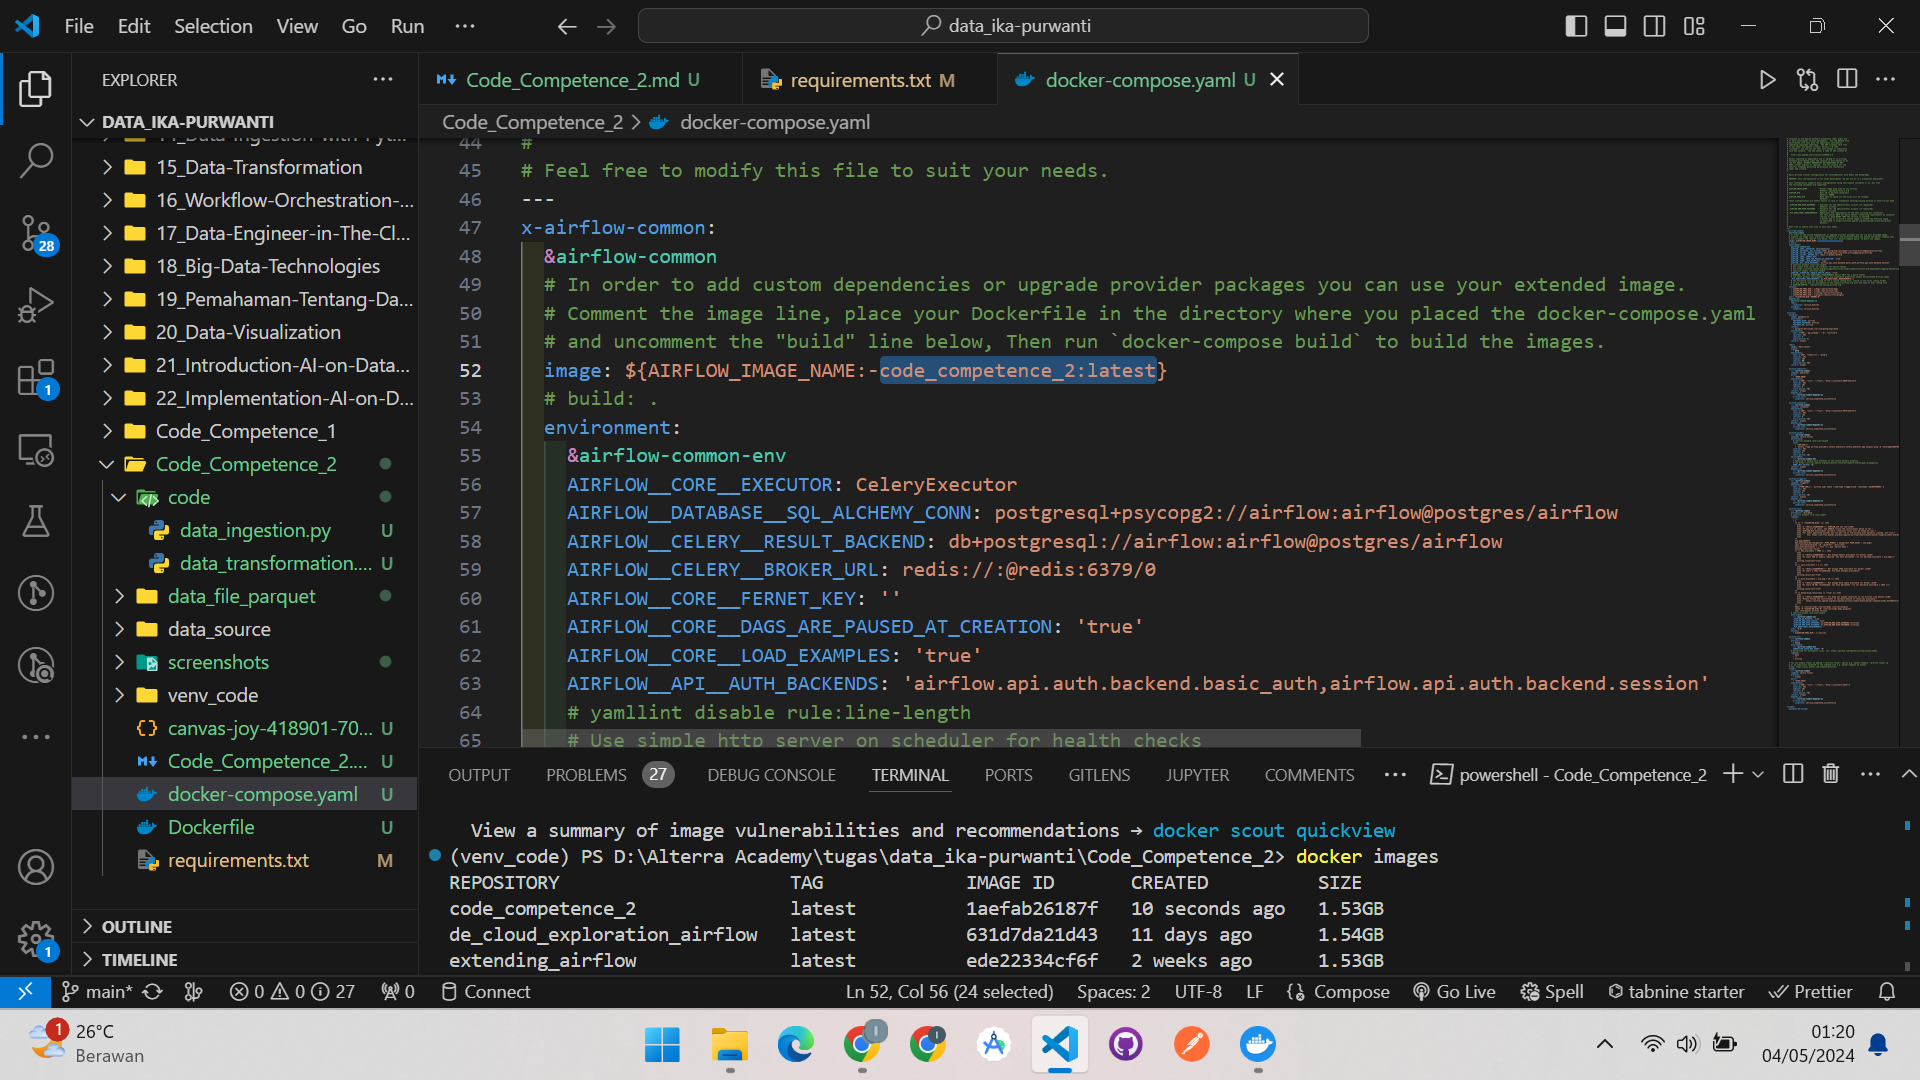 File Edit Selection View Go Run ···
data_ika-purwanti
EXPLORER
DATA_IKA-PURWANTI
15_Data-Transformation
16_Workflow-Orchestration-...
17_Data-Engineer-in-The-Cl...
18_Big-Data-Technologies
19_Pemahaman-Tentang-Da...
20_Data-Visualization
21_Introduction-AI-on-Data...
22_Implementation-AI-on-D...
Code_Competence_1
Code_Competence_2
code
data_ingestion.py U
data_transformation.... U
data_file_parquet
data_source
screenshots
venv_code
canvas-joy-418901-70... U
Code_Competence_2.... U
docker-compose.yaml U
Dockerfile U
requirements.txt M
OUTLINE
TIMELINE
28
1
1
Code_Competence_2.md U
requirements.txt M
docker-compose.yaml U
Code_Competence_2 > docker-compose.yaml
44 #
45 # Feel free to modify this file to suit your needs.
46 ---
47 x-airflow-common:
48 &airflow-common
49 # In order to add custom dependencies or upgrade provider packages you can use your extended image.
50 # Comment the image line, place your Dockerfile in the directory where you placed the docker-compose.yaml
51 # and uncomment the "build" line below, Then run `docker-compose build` to build the images.
52 image: ${AIRFLOW_IMAGE_NAME:-code_competence_2:latest}
53 # build: .
54 environment:
55 &airflow-common-env
56 AIRFLOW__CORE__EXECUTOR: CeleryExecutor
57 AIRFLOW__DATABASE__SQL_ALCHEMY_CONN: postgresql+psycopg2://airflow:airflow@postgres/airflow
58 AIRFLOW__CELERY__RESULT_BACKEND: db+postgresql://airflow:airflow@postgres/airflow
59 AIRFLOW__CELERY__BROKER_URL: redis://:@redis:6379/0
60 AIRFLOW__CORE__FERNET_KEY: ''
61 AIRFLOW__CORE__DAGS_ARE_PAUSED_AT_CREATION: 'true'
62 AIRFLOW__CORE__LOAD_EXAMPLES: 'true'
63 AIRFLOW__API__AUTH_BACKENDS: 'airflow.api.auth.backend.basic_auth,airflow.api.auth.backend.session'
64 # yamllint disable rule:line-length
65 # Use simple http server on scheduler for health checks
OUTPUT PROBLEMS 27 DEBUG CONSOLE TERMINAL PORTS GITLENS JUPYTER COMMENTS ··· powershell - Code_Competence_2
View a summary of image vulnerabilities and recommendations → docker scout quickview
(venv_code) PS D:\Alterra Academy\tugas\data_ika-purwanti\Code_Competence_2> docker images
REPOSITORY TAG IMAGE ID CREATED SIZE
code_competence_2 latest 1aefab26187f 10 seconds ago 1.53GB
de_cloud_exploration_airflow latest 631d7da21d43 11 days ago 1.54GB
extending_airflow latest ede22334cf6f 2 weeks ago 1.53GB
main* 0 0 27 0 Connect Ln 52, Col 56 (24 selected) Spaces: 2 UTF-8 LF Compose Go Live Spell tabnine starter Prettier
1
26°C
Berawan
01:20
04/05/2024